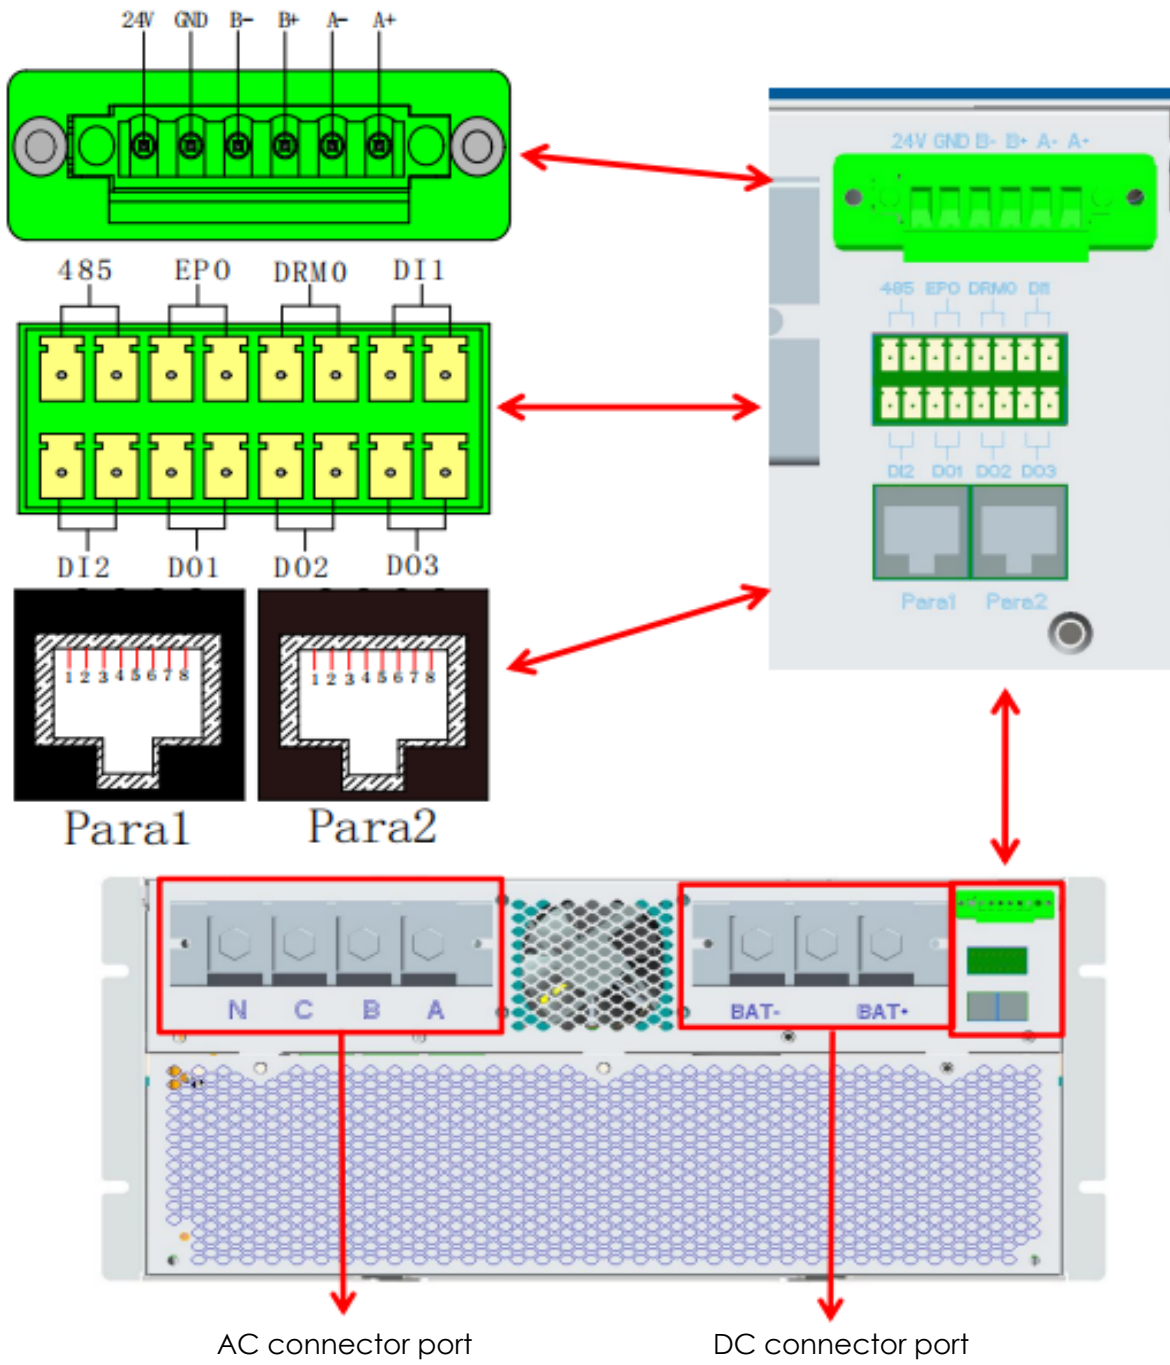 24V GND B- B+ A- A+
24V GND B- B+ A- A+
485 EPO DRMO DI1
485 EPO DRMO DI1
DI2 DO1 DO2 DO3
DI2 DO1 DO2 DO3
1 2 3 4 5 6 7 8
1 2 3 4 5 6 7 8
Para1 Para2
Para1 Para2
N C B A
BAT- BAT+
AC connector port
DC connector port